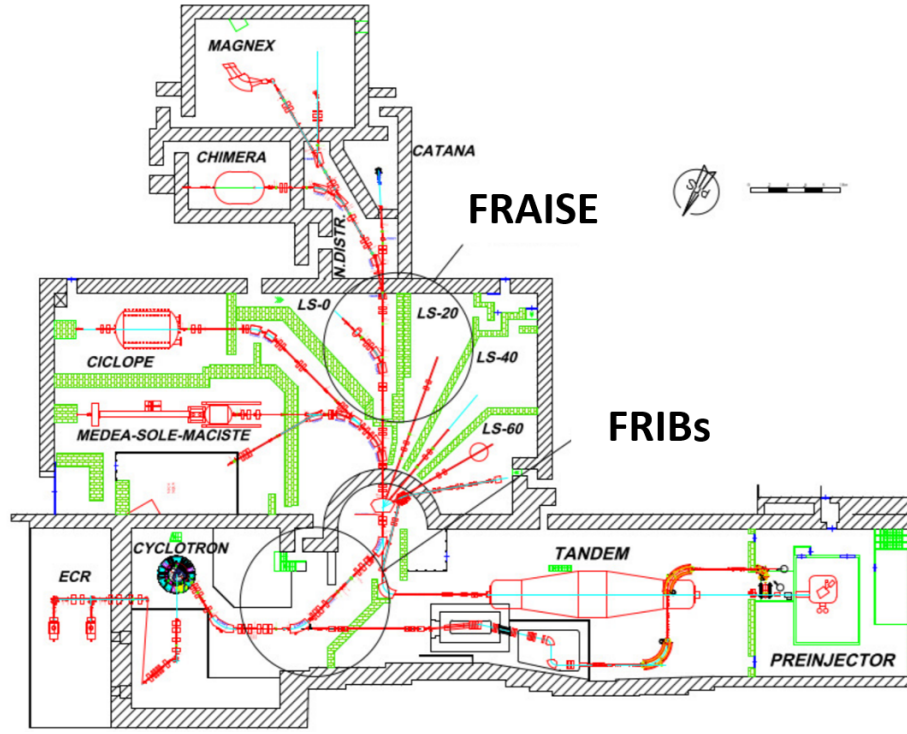 MAGNEX
CATANA
CHIMERA
FRAISE
N.DISTR.
LS-0
LS-20
LS-40
CICLOPE
LS-60
FRIBs
MEDEA-SOLE-MACISTE
CYCLOTRON
TANDEM
ECR
PREINJECTOR